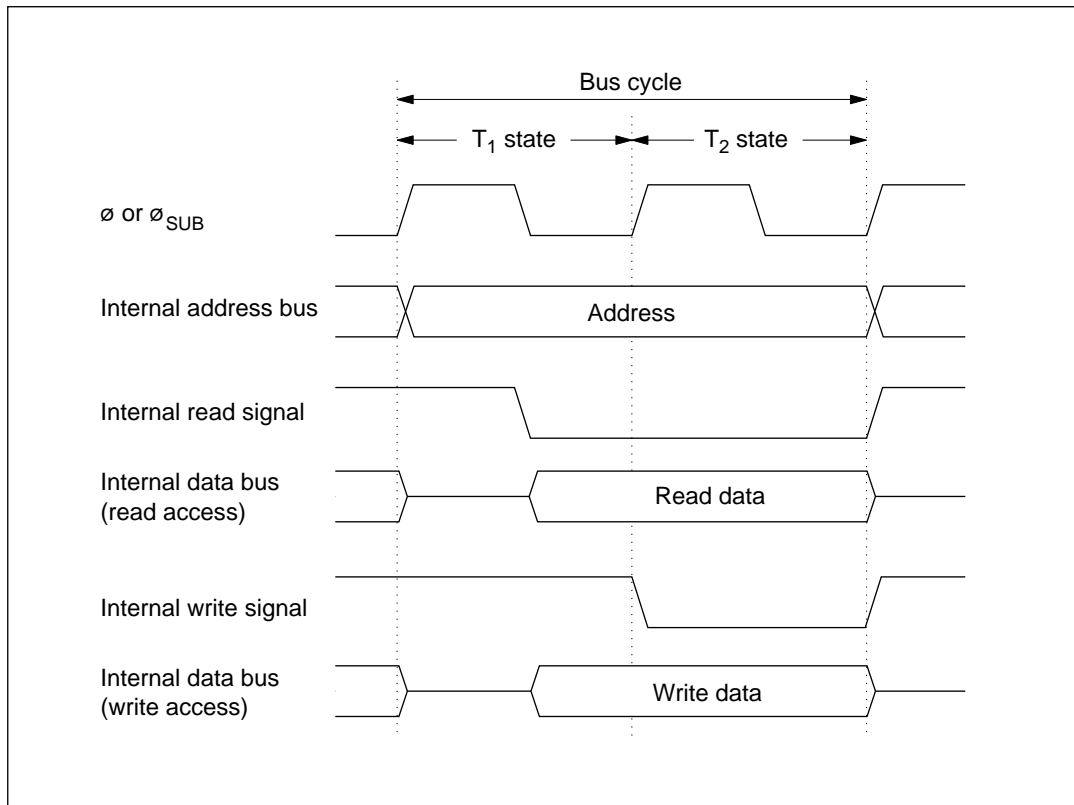 Bus cycle
T1 state
T2 state
ø or øSUB
Internal address bus
Address
Internal read signal
Internal data bus
(read access)
Read data
Internal write signal
Internal data bus
(write access)
Write data